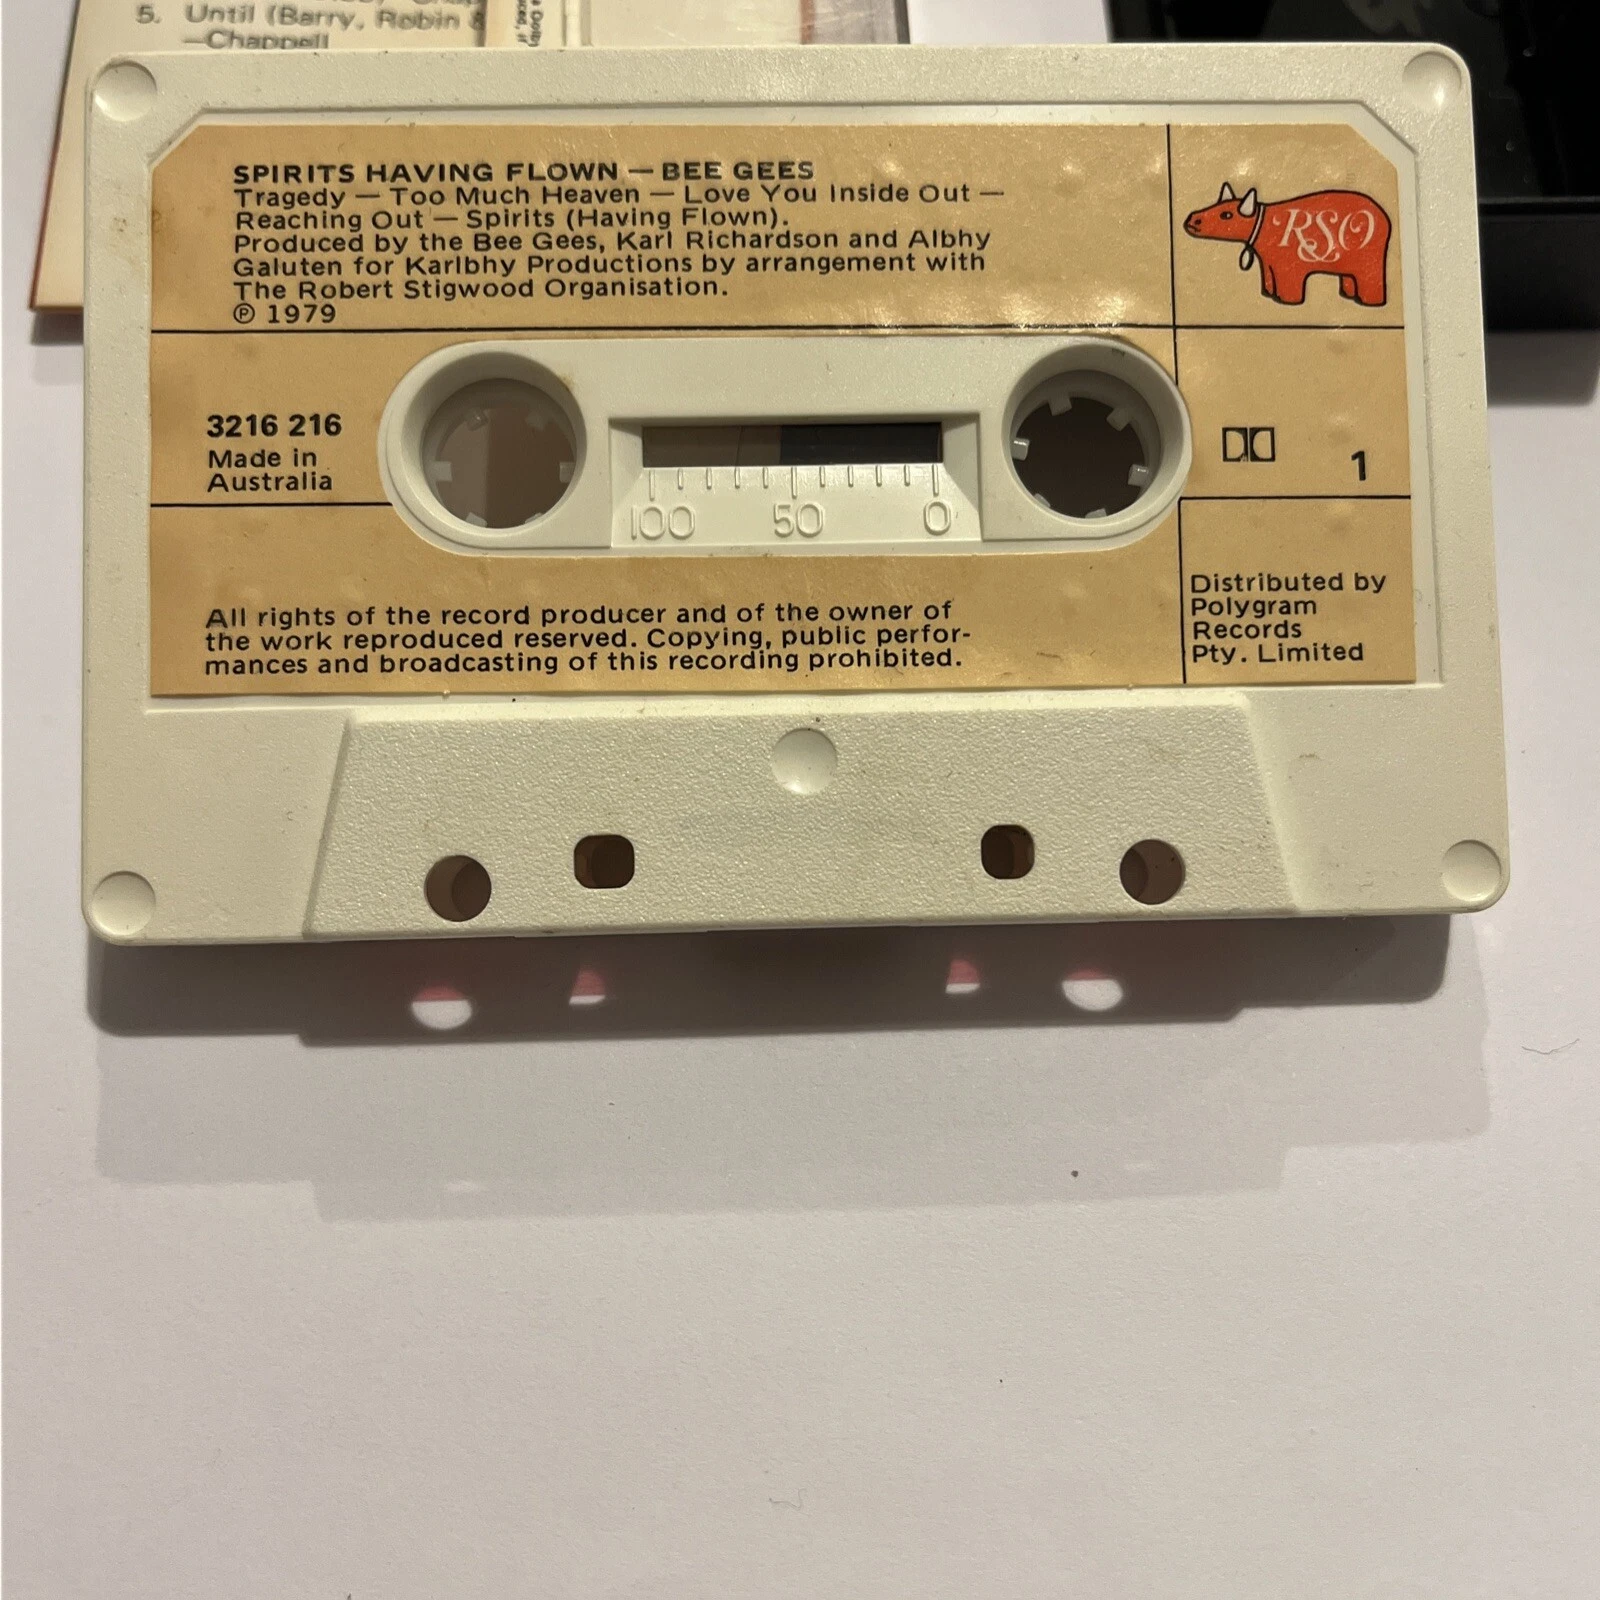 5. Until (Barry, Robin &
—Chappell
SPIRITS HAVING FLOWN — BEE GEES
Tragedy — Too Much Heaven — Love You Inside Out —
Reaching Out — Spirits (Having Flown).
Produced by the Bee Gees, Karl Richardson and Albhy
Galuten for Karlbhy Productions by arrangement with
The Robert Stigwood Organisation.
℗ 1979
RSO
3216 216
Made in
Australia
1
100 50 0
All rights of the record producer and of the owner of
the work reproduced reserved. Copying, public perfor-
mances and broadcasting of this recording prohibited.
Distributed by
Polygram
Records
Pty. Limited